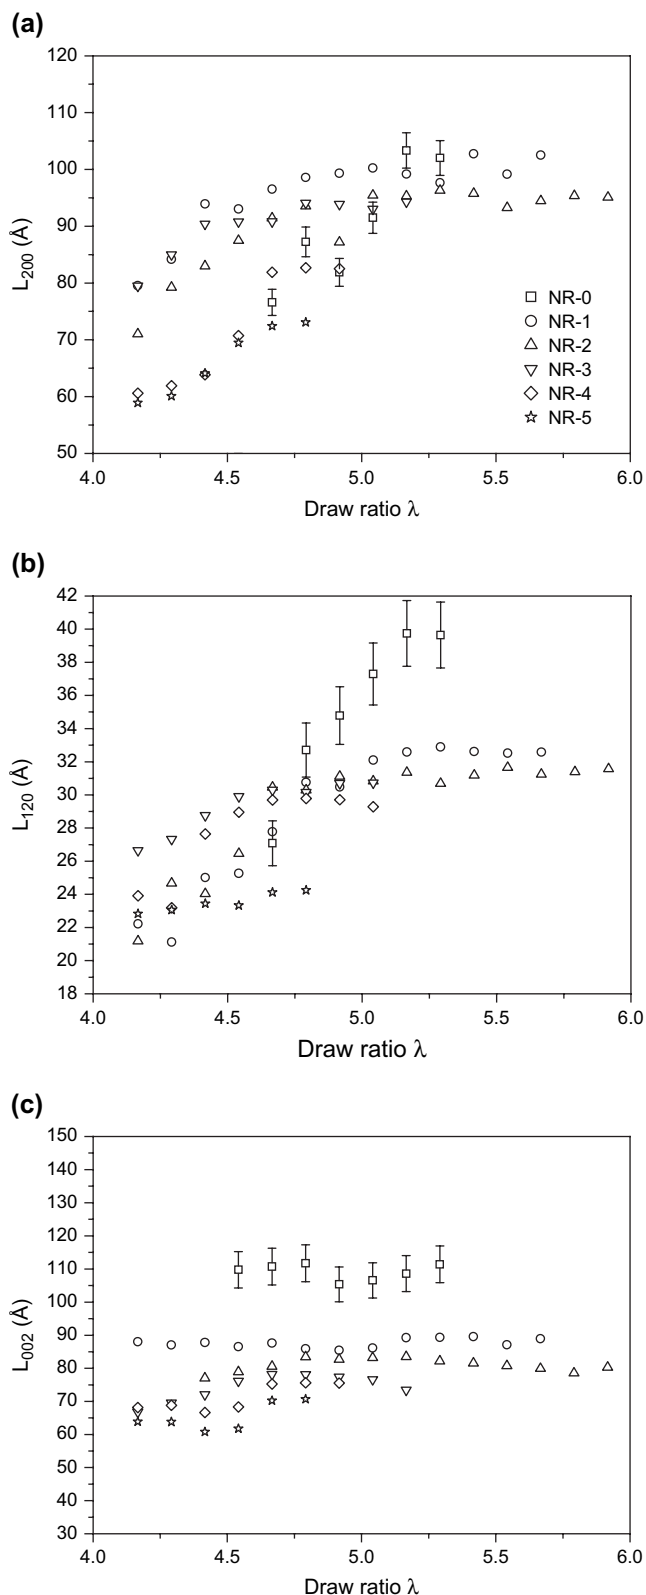 (a)
120
110
100
90
80
70
60
50
L200 (Å)
NR-0
NR-1
NR-2
NR-3
NR-4
NR-5
4.0 4.5 5.0 5.5 6.0
Draw ratio λ
(b)
42
40
38
36
34
32
30
28
26
24
22
20
18
L120 (Å)
4.0 4.5 5.0 5.5 6.0
Draw ratio λ
(c)
150
140
130
120
110
100
90
80
70
60
50
40
30
L002 (Å)
4.0 4.5 5.0 5.5 6.0
Draw ratio λ